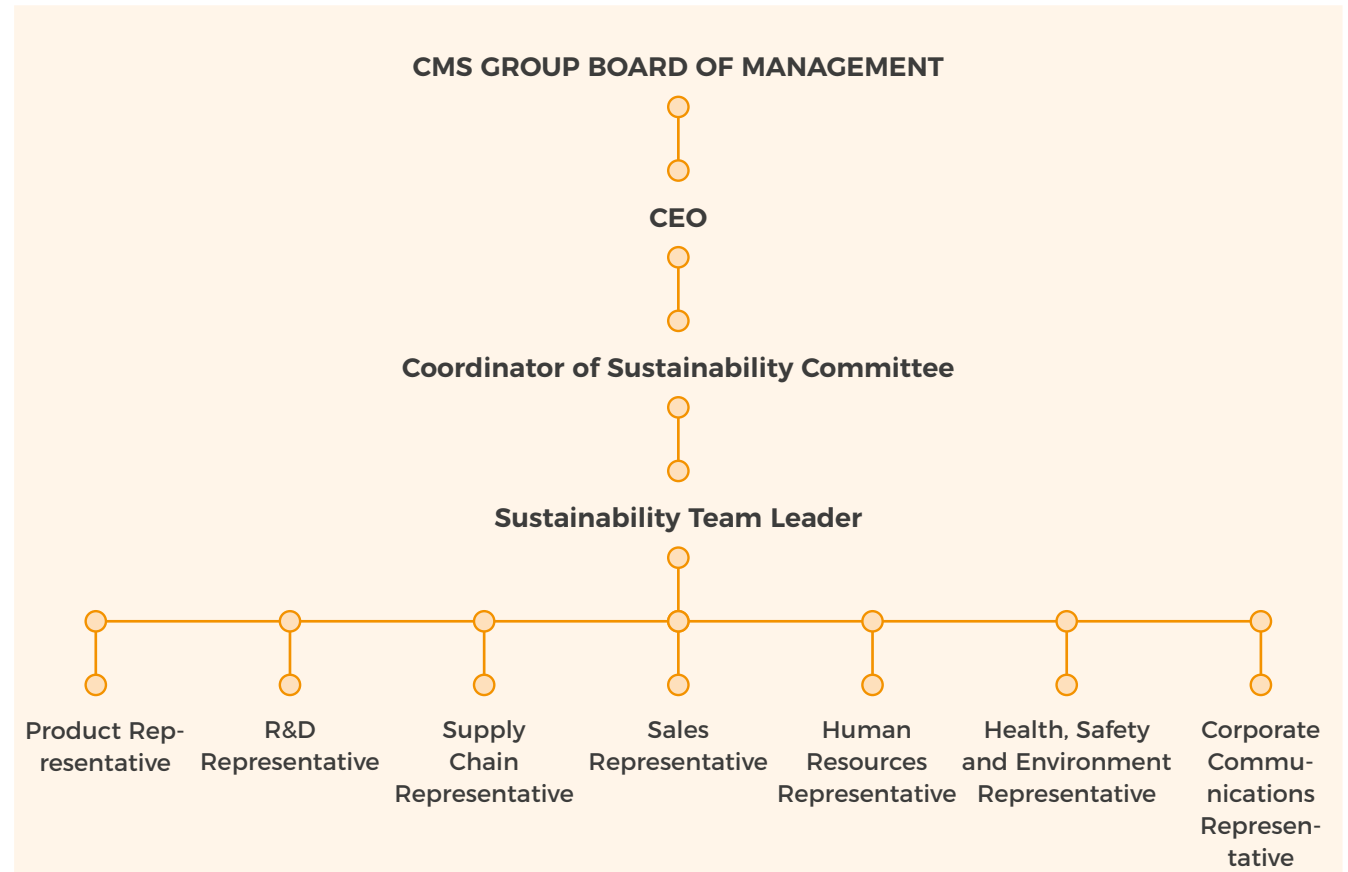 CMS GROUP BOARD OF MANAGEMENT
CEO
Coordinator of Sustainability Committee
Sustainability Team Leader
Product Rep-
resentative
R&D
Representative
Supply
Chain
Representative
Sales
Representative
Human
Resources
Representative
Health, Safety
and Environment
Representative
Corporate
Commu-
nications
Represen-
tative